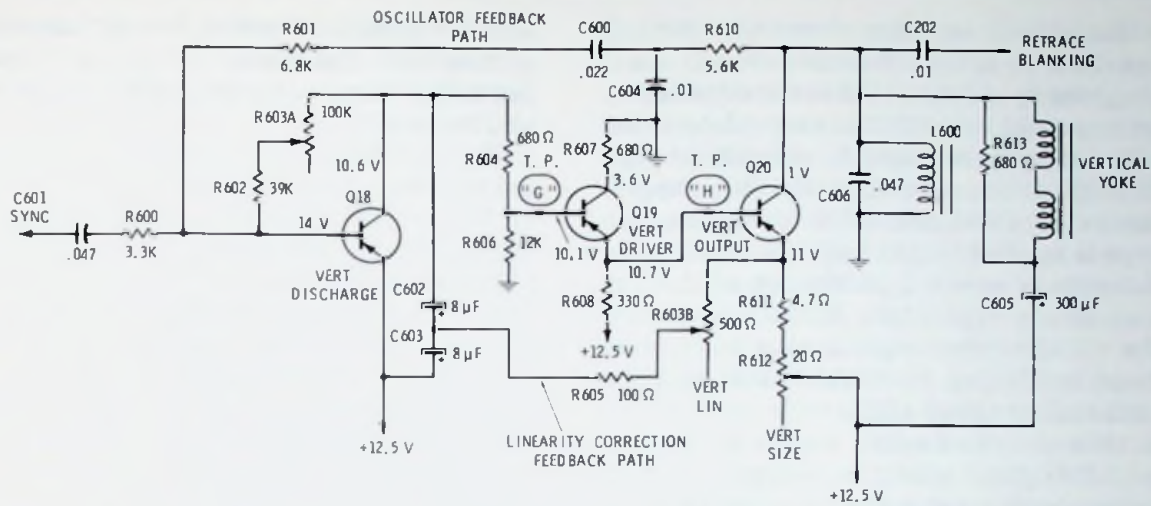 OSCILLATOR FEEDBACK
PATH
R601
6.8K
C600
.022
R610
5.6K
C202
.01
RETRACE
BLANKING
C604
.01
R603A
100K
R602
39K
10.6 V
Q18
14 V
VERT
DISCHARGE
C601
SYNC
.047
R600
3.3K
680 Ω
R604
T. P.
"G"
R606
12K
10.1 V
R607
680 Ω
3.6 V
Q19
VERT
DRIVER
10.7 V
T. P.
"H"
Q20
1 V
VERT
OUTPUT
11 V
C606
.047
L600
R613
680 Ω
VERTICAL
YOKE
C602
8 μF
C603
8 μF
R608
330 Ω
+12.5 V
R603B
500 Ω
R611
4.7 Ω
R612
20 Ω
C605
300 μF
R605
100 Ω
VERT
LIN
VERT
SIZE
+12.5 V
LINEARITY CORRECTION
FEEDBACK PATH
+12.5 V